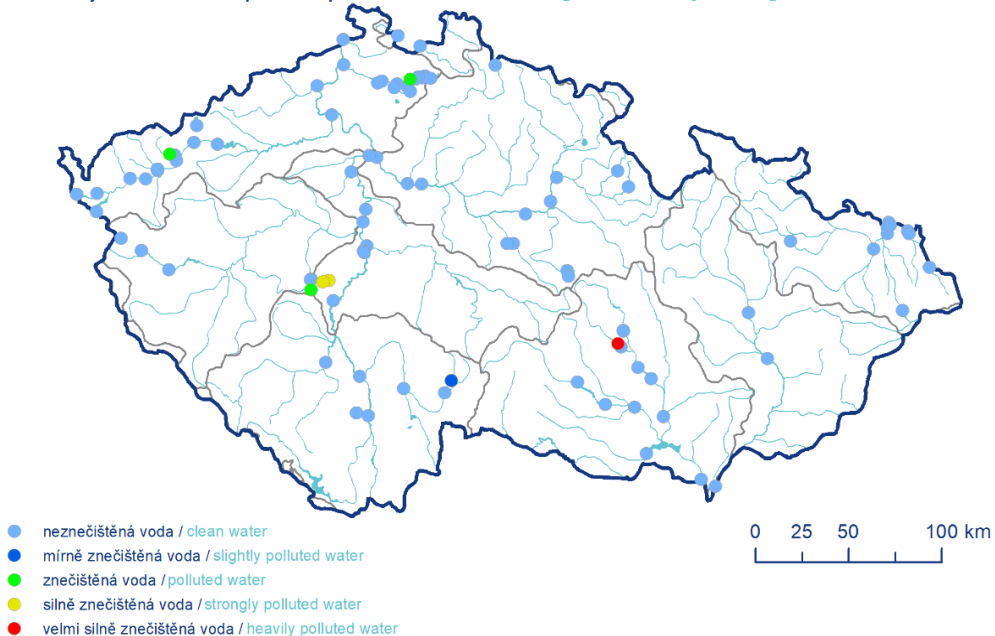 neznečištěná voda / clean water
mírně znečištěná voda / slightly polluted water
znečištěná voda / polluted water
silně znečištěná voda / strongly polluted water
velmi silně znečištěná voda / heavily polluted water
0 25 50 100 km